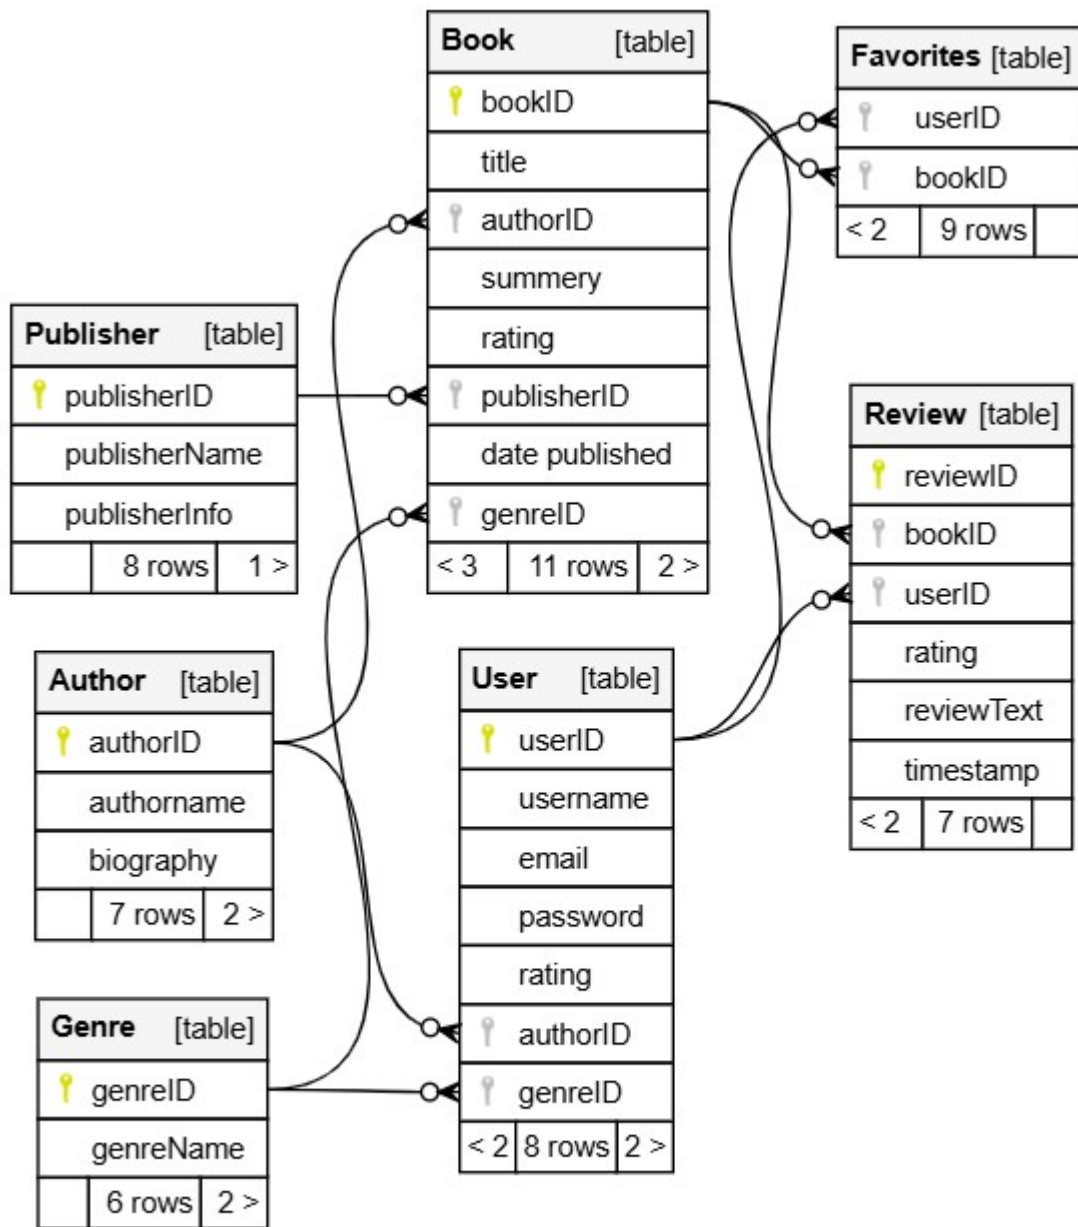 Book [table]
bookID
title
authorID
summery
rating
publisherID
date published
genreID
< 3 11 rows 2 >
Favorites [table]
userID
bookID
< 2 9 rows
Publisher [table]
publisherID
publisherName
publisherInfo
8 rows 1 >
Review [table]
reviewID
bookID
userID
rating
reviewText
timestamp
< 2 7 rows
Author [table]
authorID
authorname
biography
7 rows 2 >
User [table]
userID
username
email
password
rating
authorID
genreID
< 2 8 rows 2 >
Genre [table]
genreID
genreName
6 rows 2 >